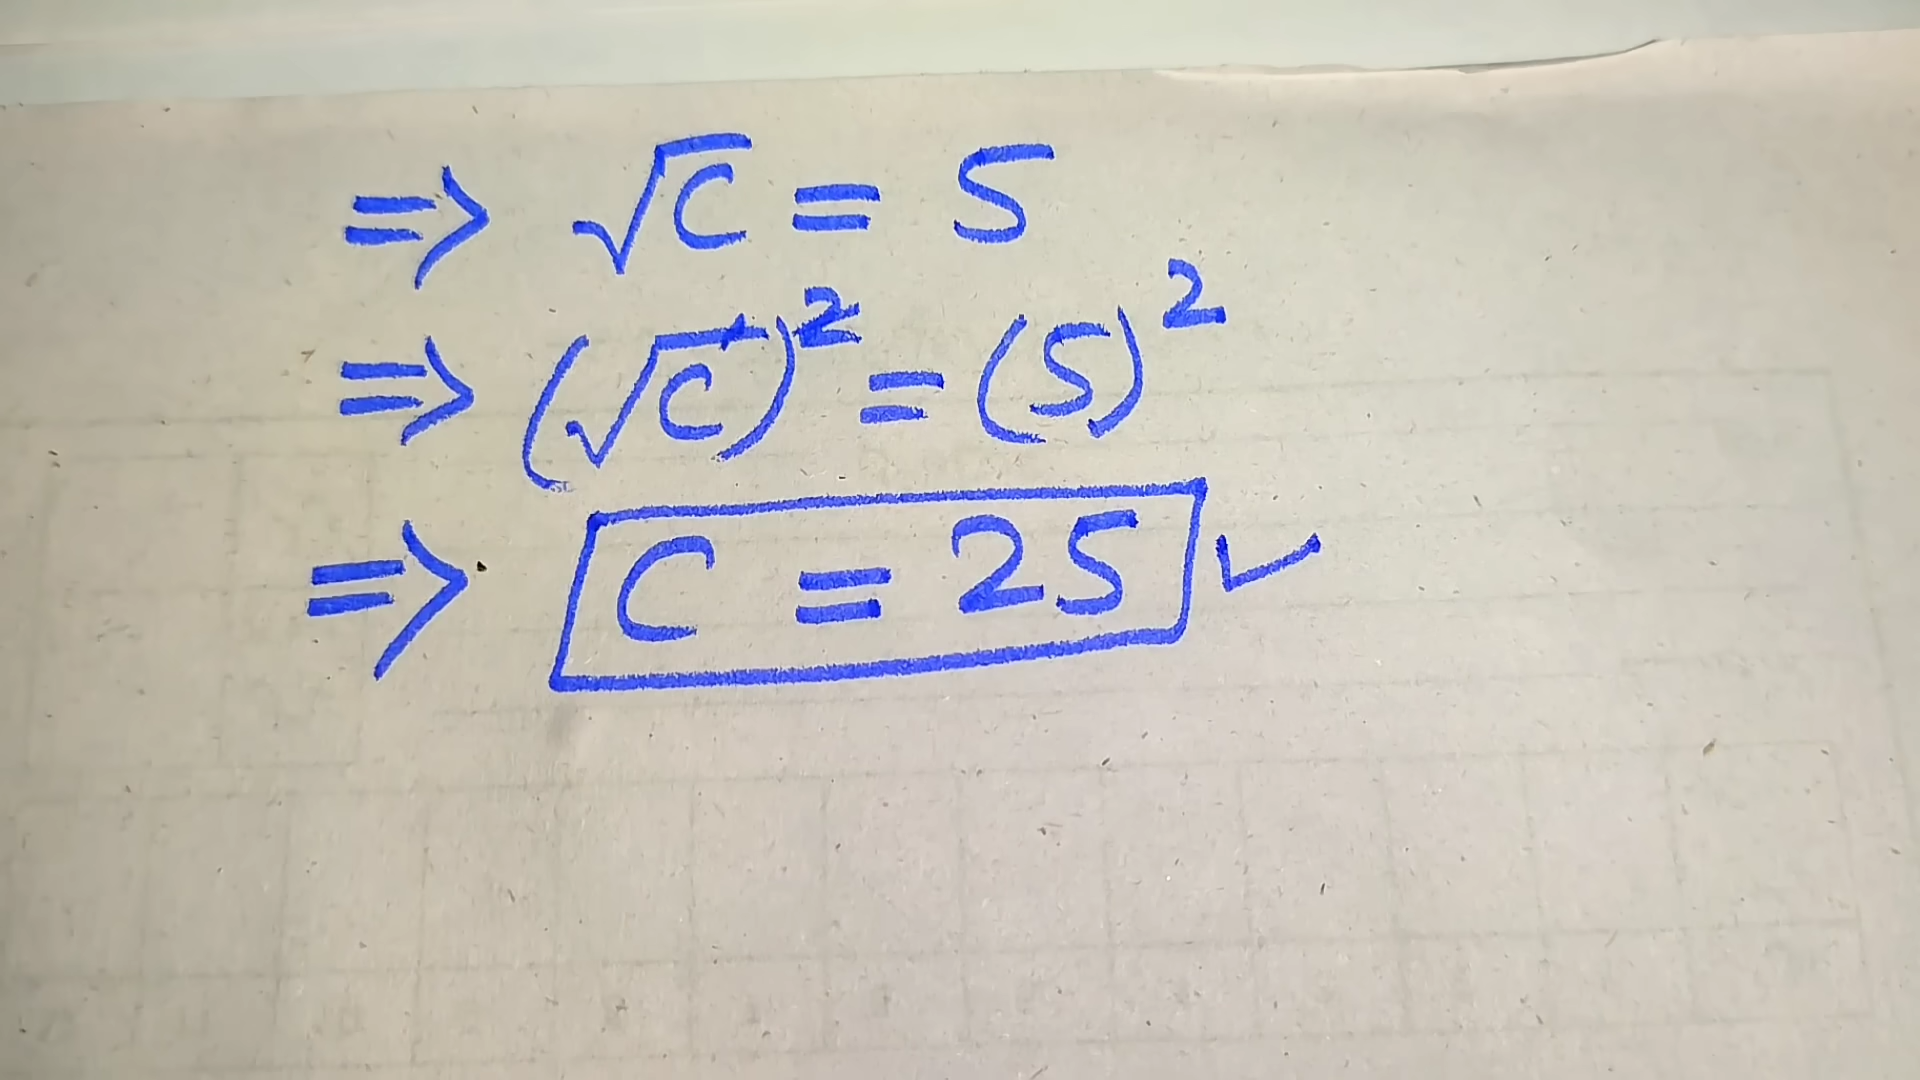 => √C = 5
=> (√C)² = (5)²
=> C = 25 ✓